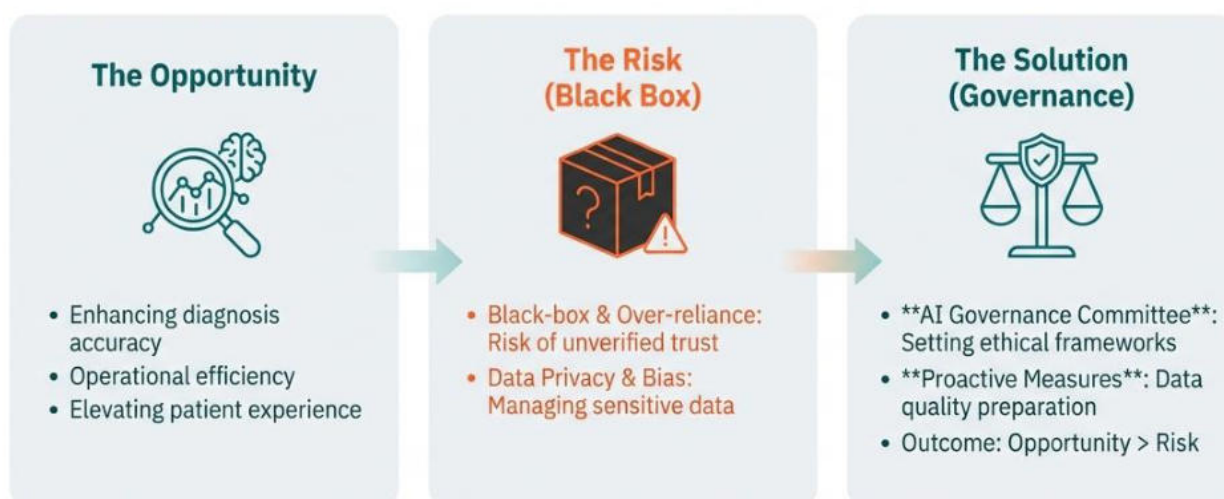 The Opportunity
• Enhancing diagnosis
accuracy
• Operational efficiency
• Elevating patient experience
The Risk
(Black Box)
?
!
• Black-box & Over-reliance:
Risk of unverified trust
• Data Privacy & Bias:
Managing sensitive data
The Solution
(Governance)
• **AI Governance Committee**:
Setting ethical frameworks
• **Proactive Measures**: Data
quality preparation
• Outcome: Opportunity > Risk